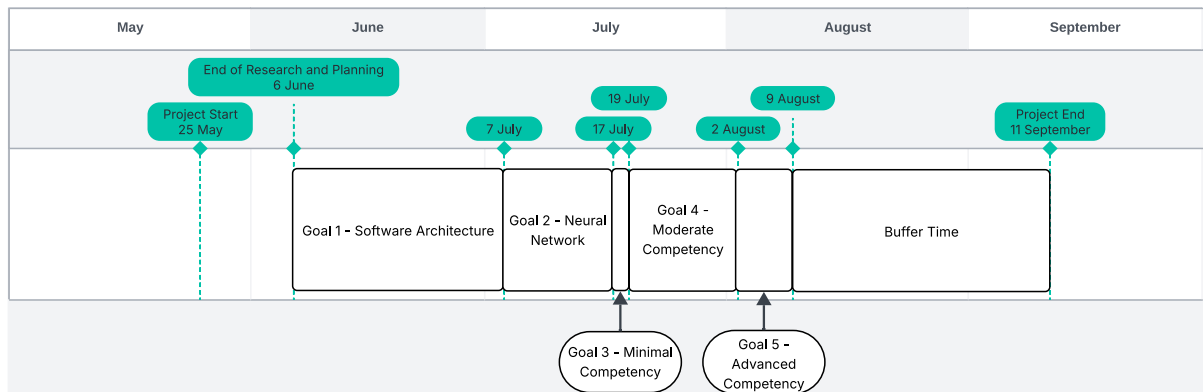 May
June
July
August
September
End of Research and Planning
6 June
19 July
9 August
Project Start
25 May
7 July
17 July
2 August
Project End
11 September
Goal 1 - Software Architecture
Goal 2 - Neural
Network
Goal 4 -
Moderate
Competency
Buffer Time
Goal 3 - Minimal
Competency
Goal 5 -
Advanced
Competency